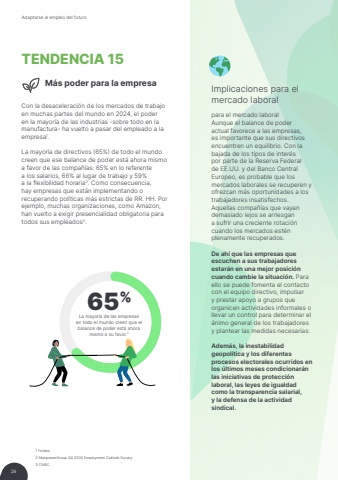 Adaptarse al empleo del futuro
TENDENCIA 15
Más poder para la empresa
Con la desaceleración de los mercados de trabajo
en muchas partes del mundo en 2024, el poder
en la mayoría de las industrias -sobre todo en la
manufactura- ha vuelto a pasar del empleado a la
empresa¹.
La mayoría de directivos (65%) de todo el mundo
creen que ese balance de poder está ahora mismo
a favor de las compañías: 65% en lo referente
a los salarios, 66% al lugar de trabajo y 59%
a la flexibilidad horaria². Como consecuencia,
hay empresas que están implementando o
recuperando políticas más estrictas de RR. HH. Por
ejemplo, muchas organizaciones, como Amazon,
han vuelto a exigir presencialidad obligatoria para
todos sus empleados³.
65%
La mayoría de las empresas
en todo el mundo creen que el
balance de poder está ahora
mismo a su favor.
1 Forbes
2 ManpowerGroup Q4 2024 Employment Outlook Survey
3 CNBC
Implicaciones para el
mercado laboral
para el mercado laboral
Aunque el balance de poder
actual favorece a las empresas,
es importante que sus directivos
encuentren un equilibrio. Con la
bajada de los tipos de interés
por parte de la Reserva Federal
de EE.UU. y del Banco Central
Europeo, es probable que los
mercados laborales se recuperen y
ofrezcan más oportunidades a los
trabajadores insatisfechos.
Aquellas compañías que vayan
demasiado lejos se arriesgan
a sufrir una creciente rotación
cuando los mercados estén
plenamente recuperados.
De ahí que las empresas que
escuchen a sus trabajadores
estarán en una mejor posición
cuando cambie la situación. Para
ello se puede fomentar el contacto
con el equipo directivo, impulsar
y prestar apoyo a grupos que
organicen actividades informales o
llevar un control para determinar el
ánimo general de los trabajadores
y plantear las medidas necesarias.
Además, la inestabilidad
geopolítica y los diferentes
procesos electorales ocurridos en
los últimos meses condicionarán
las iniciativas de protección
laboral, las leyes de igualdad
como la transparencia salarial,
y la defensa de la actividad
sindical.